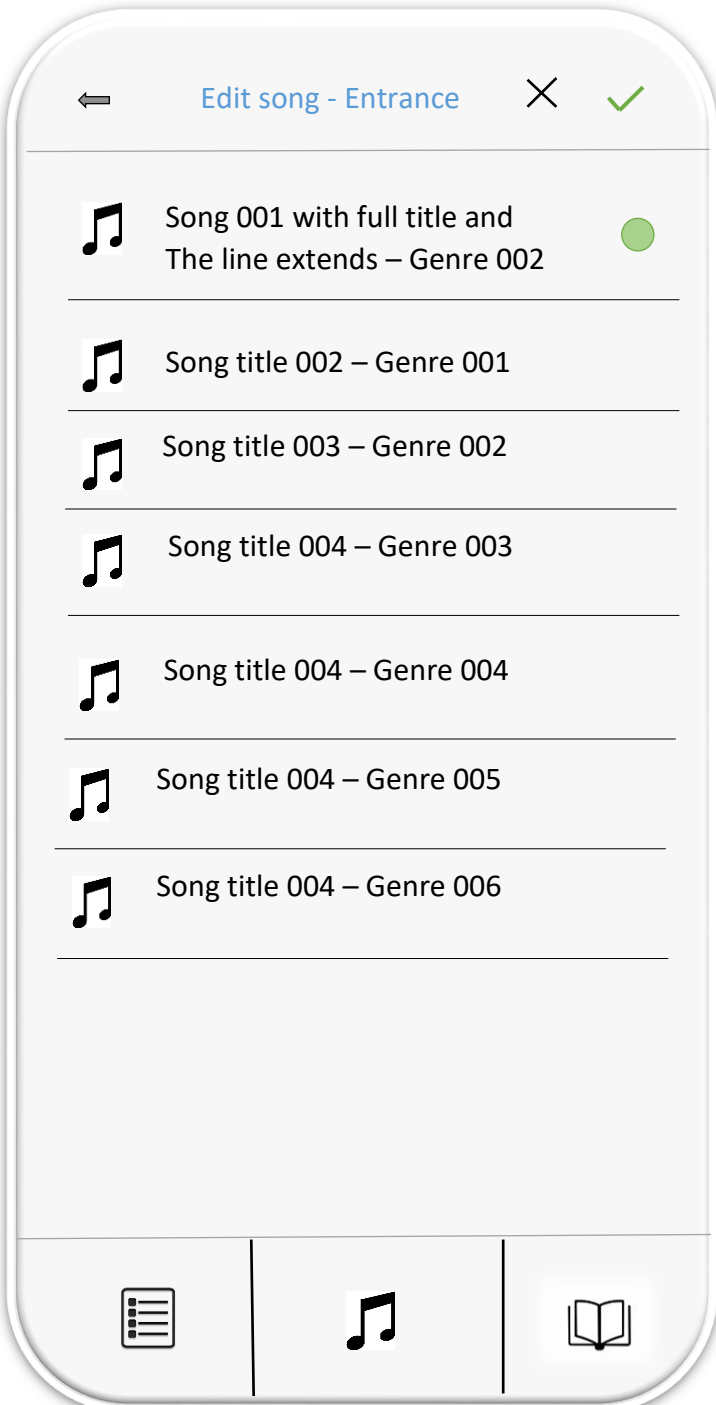 Edit song - Entrance
Song 001 with full title and
The line extends – Genre 002
Song title 002 – Genre 001
Song title 003 – Genre 002
Song title 004 – Genre 003
Song title 004 – Genre 004
Song title 004 – Genre 005
Song title 004 – Genre 006